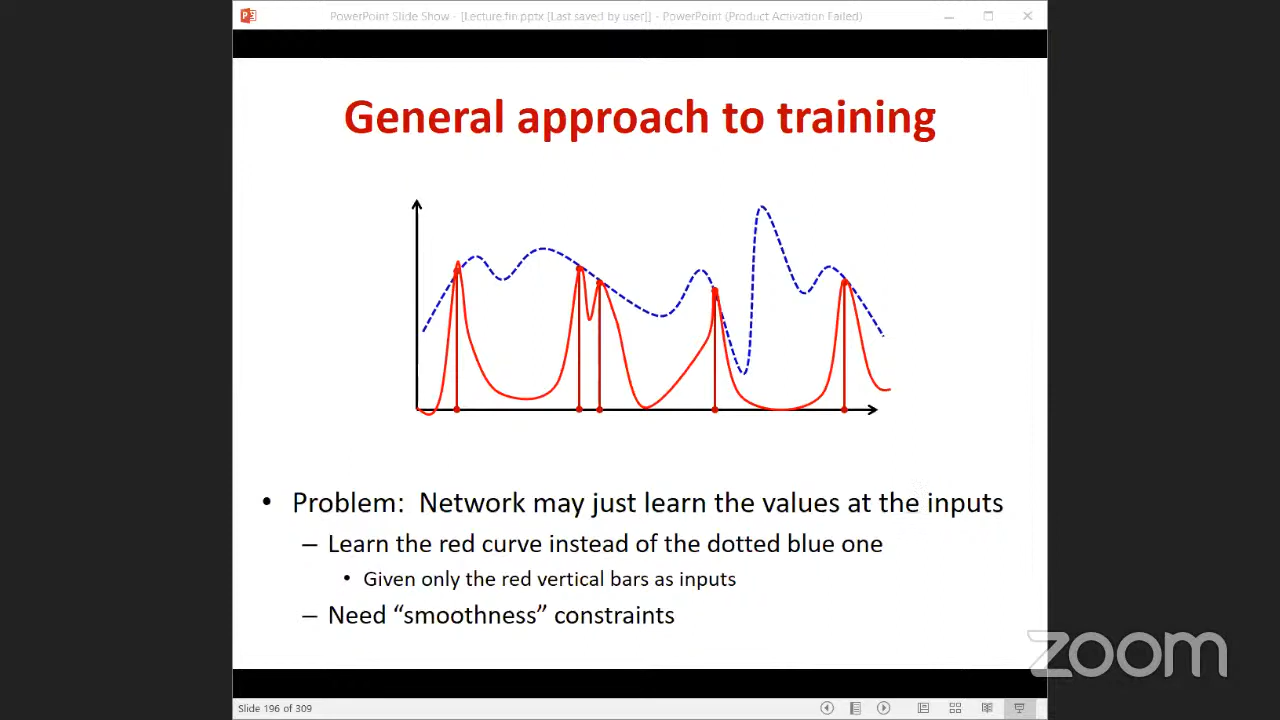 PowerPoint Slide Show - [Lecture.fin.pptx [Last saved by user]] - PowerPoint (Product Activation Failed)
General approach to training
• Problem: Network may just learn the values at the inputs
– Learn the red curve instead of the dotted blue one
• Given only the red vertical bars as inputs
– Need “smoothness” constraints
zoom
Slide 196 of 309